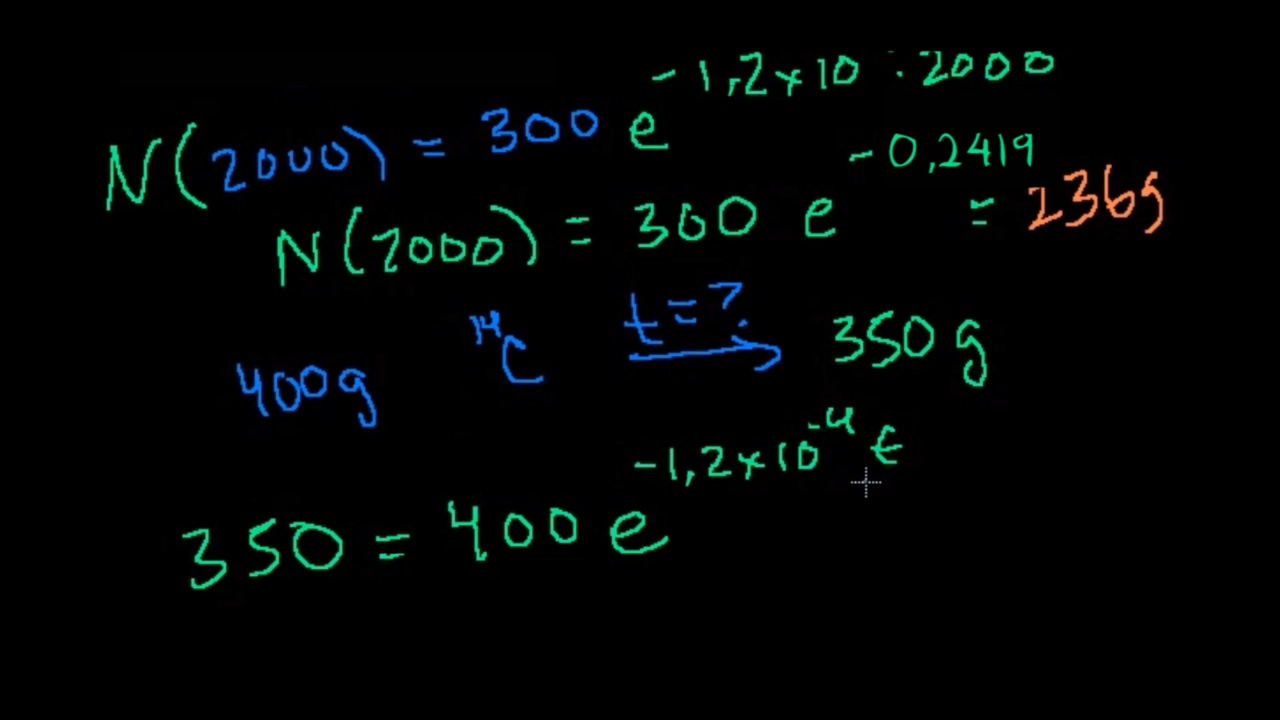 N(2000) = 300 e^-1,2×10 · 2000
N(2000) = 300 e^-0,2419 = 236g
400g ¹⁴C t=? → 350g
350 = 400 e^-1,2×10^-4 t